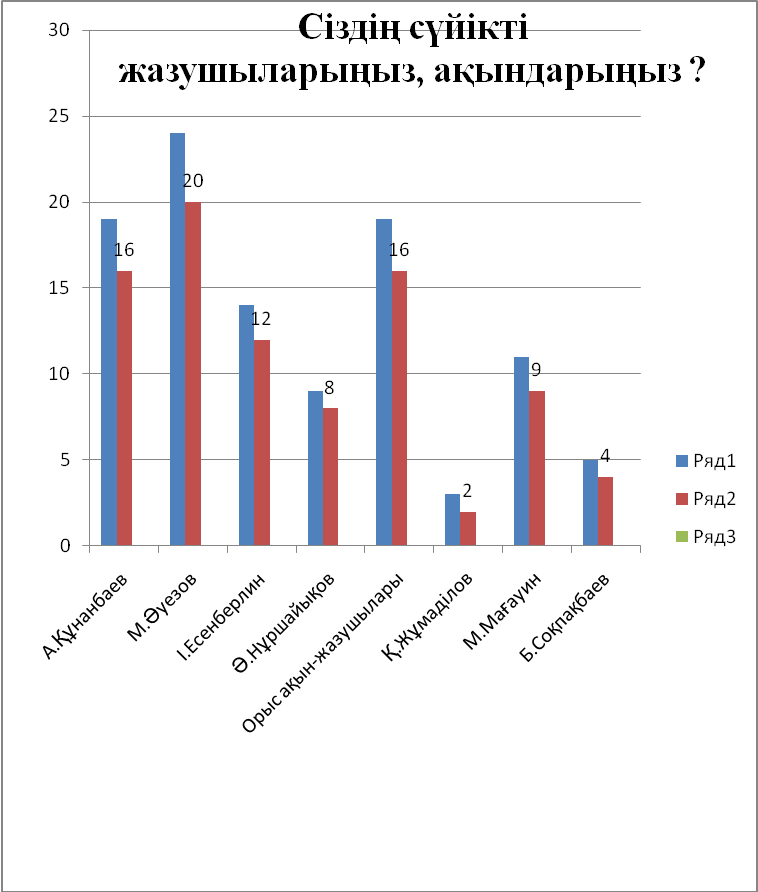 Сіздің сүйікті
жазушыларыңыз, ақындарыңыз ?
30
25
20
15
10
5
0
16
20
12
8
16
2
9
4
А.Құнанбаев
М.Әуезов
І.Есенберлин
Ә.Нұршайықов
Орыс ақын-жазушылары
Қ.Жұмаділов
М.Мағауин
Б.Соқпақбаев
Ряд1
Ряд2
Ряд3